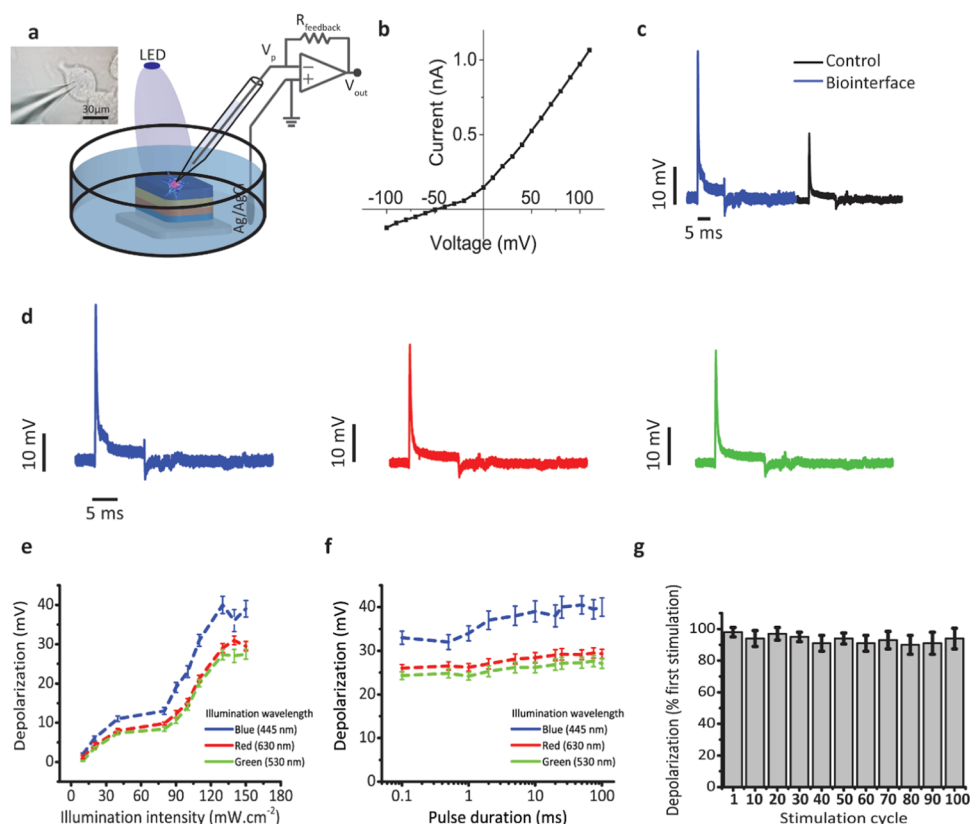 a
LED
30µm
Vp
Rfeedback
Vout
Ag/AgCl
b
Current (nA)
1.0
0.5
-100
-50
0
50
100
Voltage (mV)
c
Control
Biointerface
10 mV
5 ms
d
10 mV
5 ms
10 mV
10 mV
e
Depolarization (mV)
40
30
20
10
0
Illumination wavelength
Blue (445 nm)
Red (630 nm)
Green (530 nm)
0 30 60 90 120 150 180
Illumination intensity (mW.cm-2)
f
Depolarization (mV)
40
30
20
10
0
Illumination wavelength
Blue (445 nm)
Red (630 nm)
Green (530 nm)
0.1 1 10 100
Pulse duration (ms)
g
Depolarization (% first stimulation)
100
80
60
40
20
0
1 10 20 30 40 50 60 70 80 90 100
Stimulation cycle